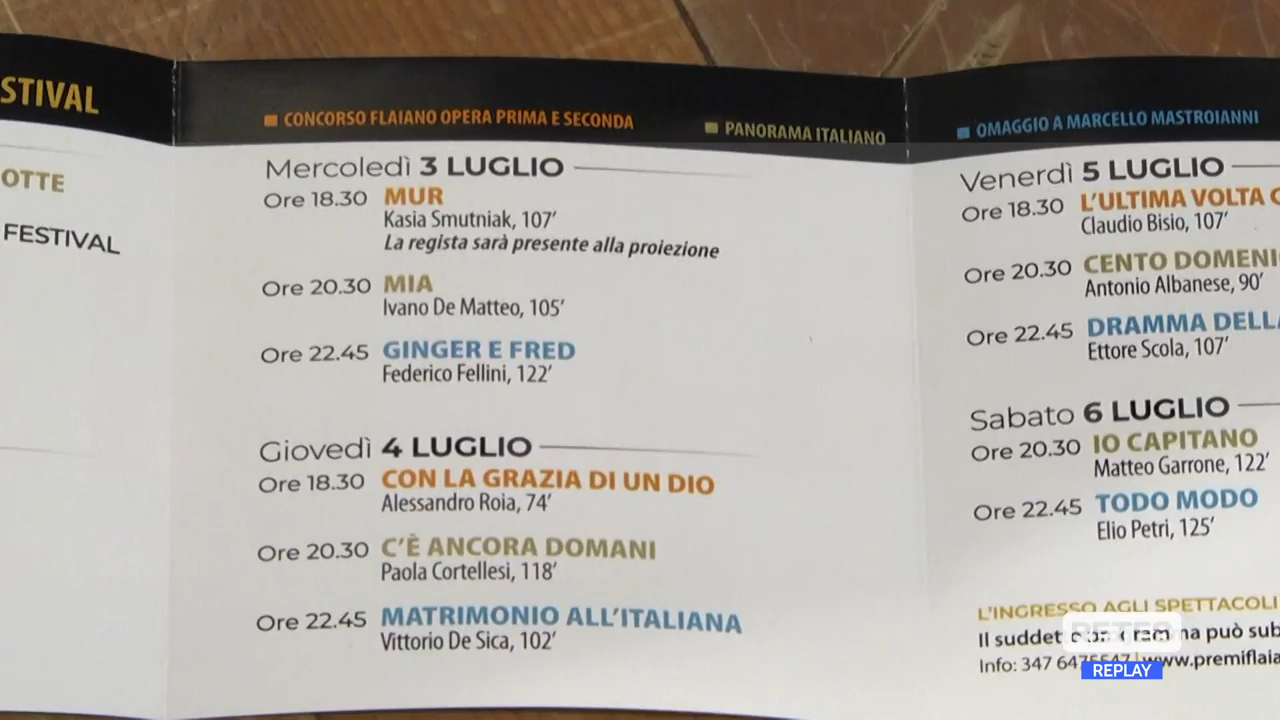 STIVAL
OTTE
FESTIVAL
CONCORSO FLAIANO OPERA PRIMA E SECONDA
PANORAMA ITALIANO
Mercoledì 3 LUGLIO
Ore 18.30 MUR
Kasia Smutniak, 107’
La regista sarà presente alla proiezione
Ore 20.30 MIA
Ivano De Matteo, 105’
Ore 22.45 GINGER E FRED
Federico Fellini, 122’
Giovedì 4 LUGLIO
Ore 18.30 CON LA GRAZIA DI UN DIO
Alessandro Roia, 74’
Ore 20.30 C’È ANCORA DOMANI
Paola Cortellesi, 118’
Ore 22.45 MATRIMONIO ALL’ITALIANA
Vittorio De Sica, 102’
OMAGGIO A MARCELLO MASTROIANNI
Venerdì 5 LUGLIO
Ore 18.30 L’ULTIMA VOLTA
Claudio Bisio, 107’
Ore 20.30 CENTO DOMENI
Antonio Albanese, 90’
Ore 22.45 DRAMMA DELLA
Ettore Scola, 107’
Sabato 6 LUGLIO
Ore 20.30 IO CAPITANO
Matteo Garrone, 122’
Ore 22.45 TODO MODO
Elio Petri, 125’
L’INGRESSO AGLI SPETTACOLI
Il può sub
Info: 347 www.premiflaia
REPLAY